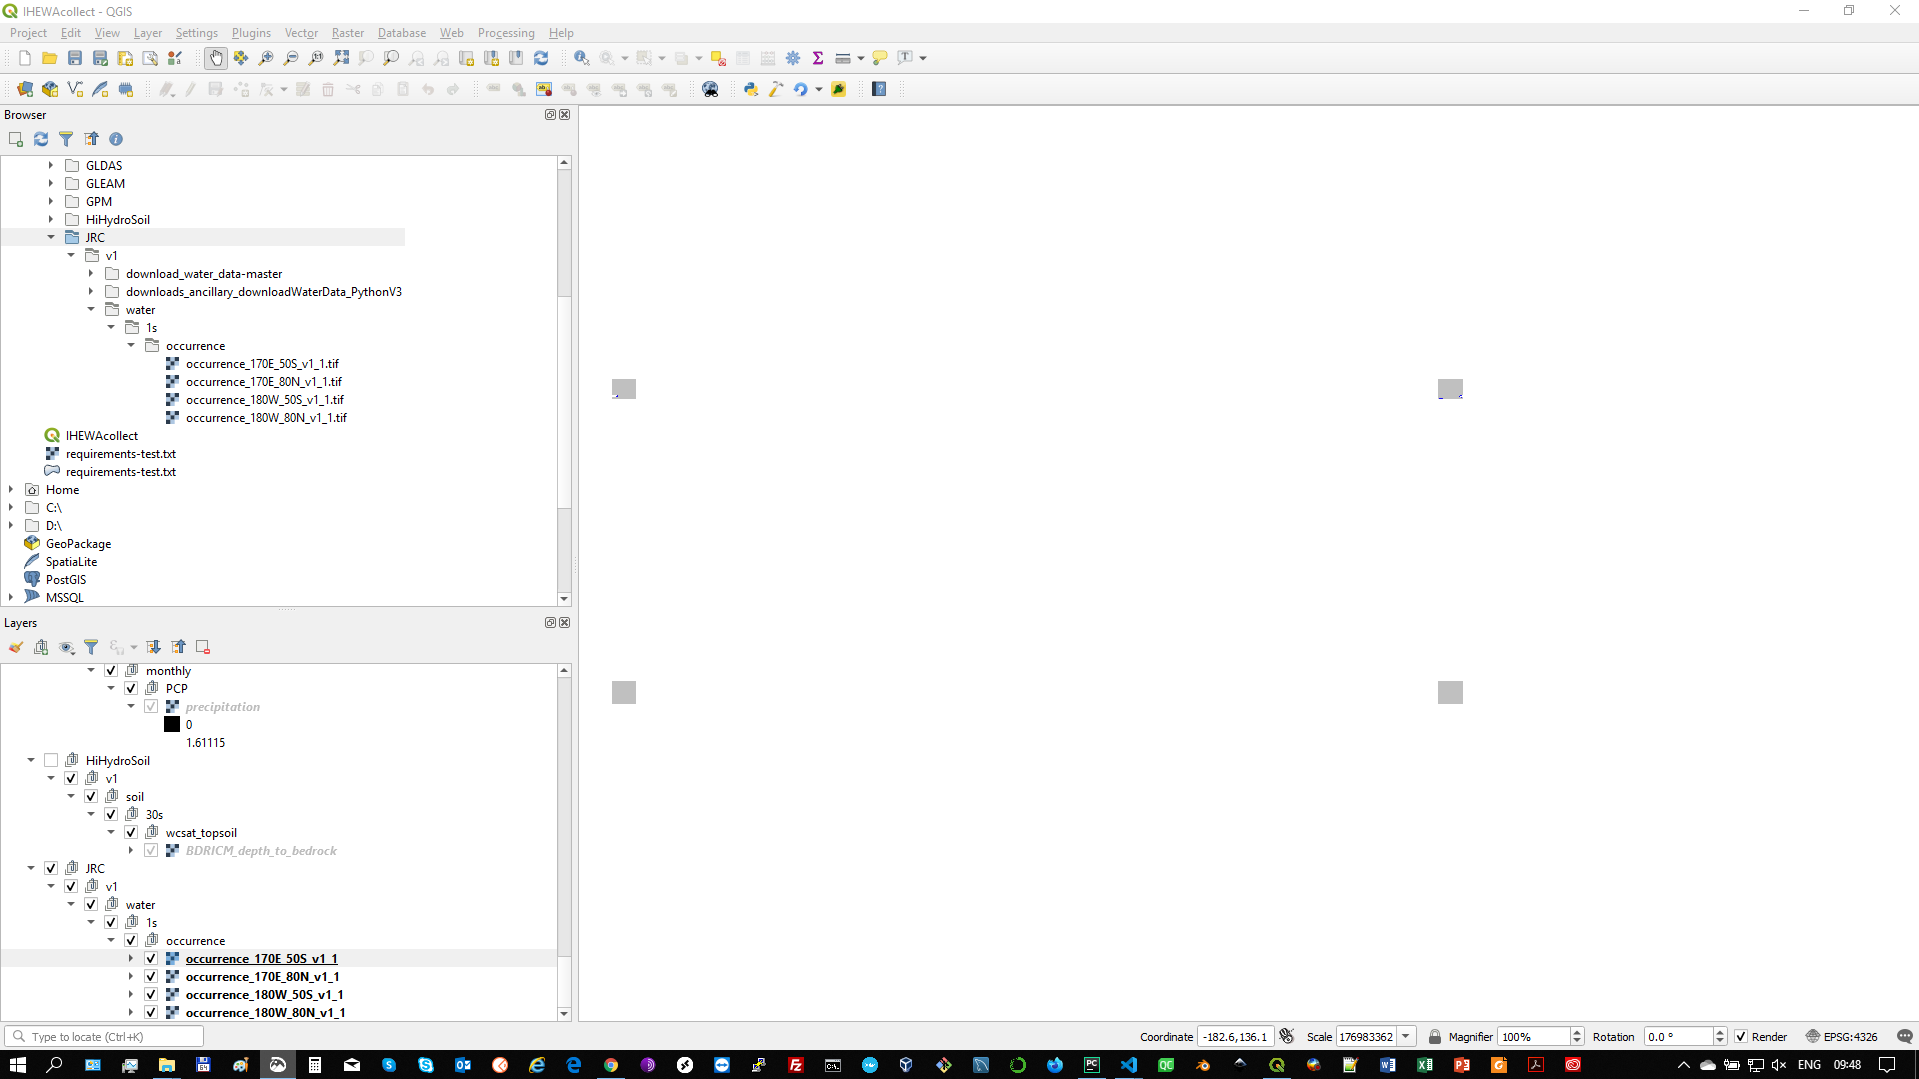 IHEWAcollect - QGIS
Project Edit View Layer Settings Plugins Vector Raster Database Web Processing Help
Browser
GLDAS
GLEAM
GPM
HiHydroSoil
JRC
v1
download_water_data-master
downloads_ancillary_downloadWaterData_PythonV3
water
1s
occurrence
occurrence_170E_50S_v1_1.tif
occurrence_170E_80N_v1_1.tif
occurrence_180W_50S_v1_1.tif
occurrence_180W_80N_v1_1.tif
IHEWAcollect
requirements-test.txt
requirements-test.txt
Home
C:\
D:\
GeoPackage
SpatiaLite
PostGIS
MSSQL
Layers
monthly
PCP
precipitation
0
1.61115
HiHydroSoil
v1
soil
30s
wcsat_topsoil
BDRICM_depth_to_bedrock
JRC
v1
water
1s
occurrence
occurrence_170E_50S_v1_1
occurrence_170E_80N_v1_1
occurrence_180W_50S_v1_1
occurrence_180W_80N_v1_1
Type to locate (Ctrl+K)
Coordinate -182.6,136.1 Scale 176983362 Magnifier 100% Rotation 0.0 ° Render EPSG:4326
ENG 09:48